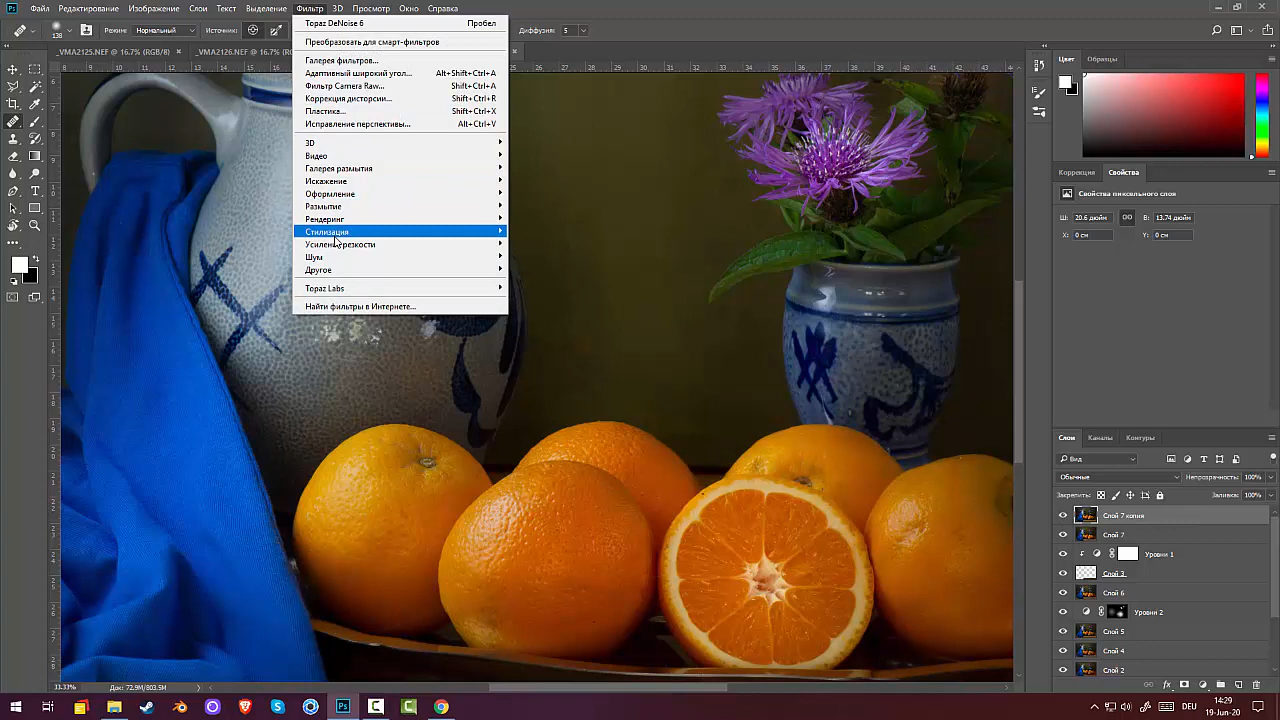 Файл Редактирование Изображение Слои Текст Выделение Фильтр 3D Просмотр Окно Справка
138 Режим: Нормальный Источник: Диффузия: 5
_VMA2125.NEF @ 16.7% (RGB/8) × _VMA2126.NEF @ 16.7% (RGB/
Topaz DeNoise 6 Пробел
Преобразовать для смарт-фильтров
Галерея фильтров...
Адаптивный широкий угол... Alt+Shift+Ctrl+A
Фильтр Camera Raw... Shift+Ctrl+A
Коррекция дисторсии... Shift+Ctrl+R
Пластика... Shift+Ctrl+X
Исправление перспективы... Alt+Ctrl+V
3D
Видео
Галерея размытия
Искажение
Оформление
Размытие
Рендеринг
Стилизация
Усиление резкости
Шум
Другое
Topaz Labs
Найти фильтры в Интернете...
Цвет Образцы
Коррекция Свойства
Свойства пиксельного слоя
Ш: 20.6 дюйм В: 13.74 дюйм
X: 0 см Y: 0 см
Слои Каналы Контуры
Вид
Обычные Непрозрачность: 100%
Закрепить: Заливка: 100%
Слой 7 копия
Слой 7
Уровни 1
Слой 3
Слой 6
Уровни 2
Слой 5
Слой 4
Слой 2
33.33% Док: 72.9M/803.5M
DEU
14:29
19-Jun-20